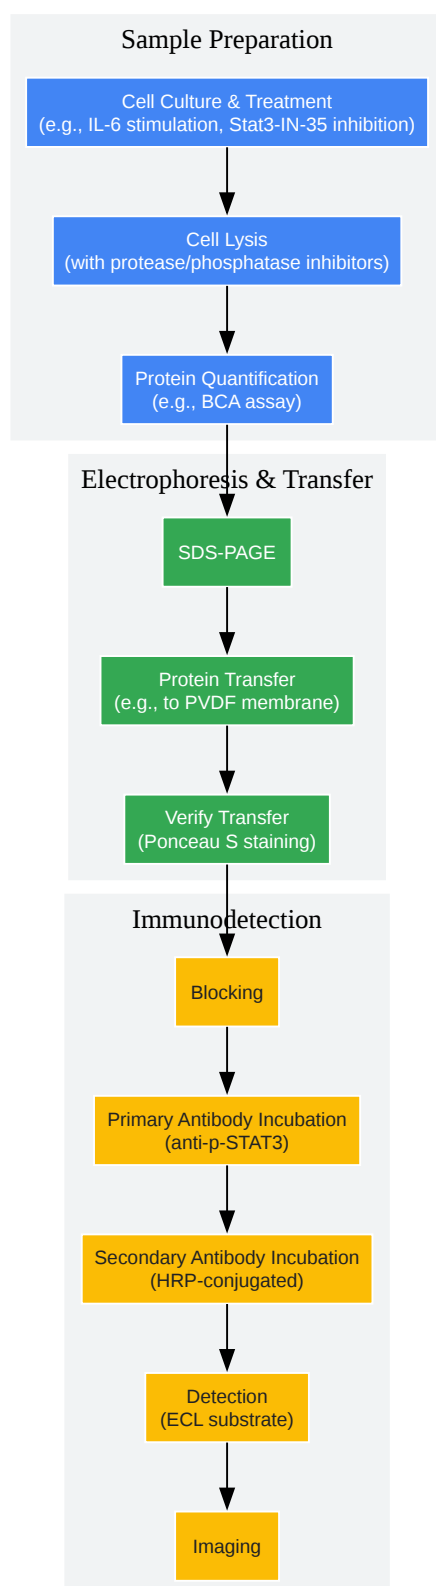 Sample Preparation
Cell Culture & Treatment
(e.g., IL-6 stimulation, Stat3-IN-35 inhibition)
Cell Lysis
(with protease/phosphatase inhibitors)
Protein Quantification
(e.g., BCA assay)
Electrophoresis & Transfer
SDS-PAGE
Protein Transfer
(e.g., to PVDF membrane)
Verify Transfer
(Ponceau S staining)
Immunodetection
Blocking
Primary Antibody Incubation
(anti-p-STAT3)
Secondary Antibody Incubation
(HRP-conjugated)
Detection
(ECL substrate)
Imaging